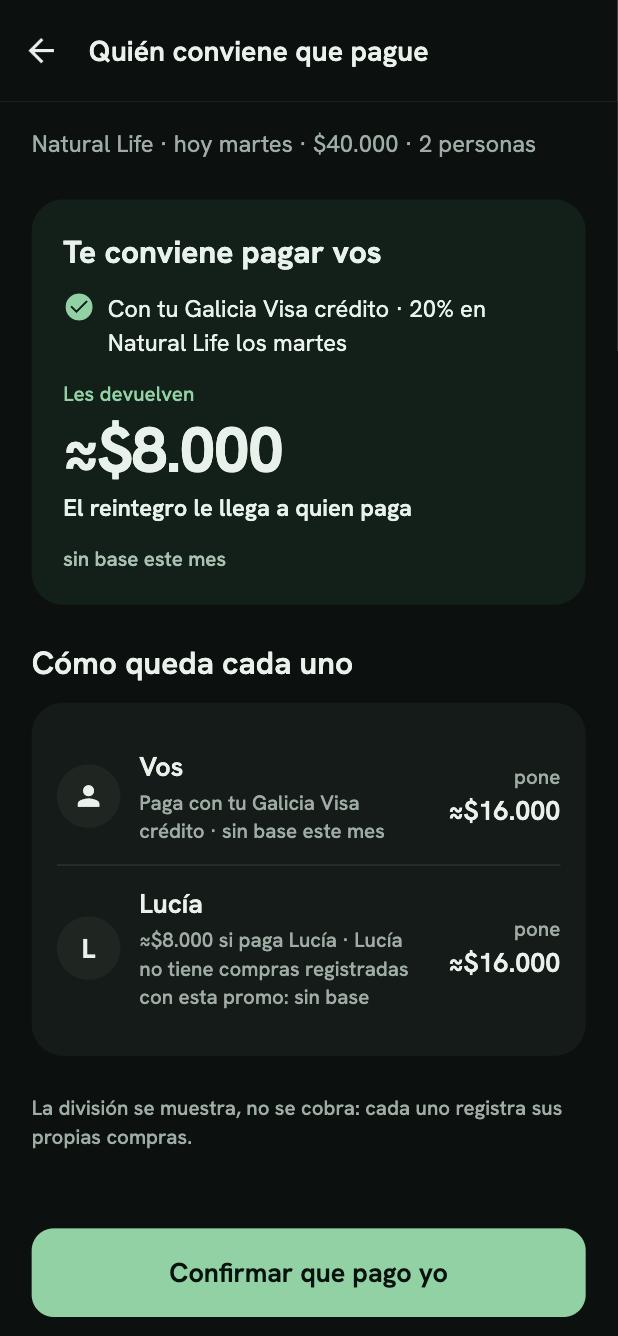 Quién conviene que pague
Natural Life · hoy martes · $40.000 · 2 personas
Te conviene pagar vos
Con tu Galicia Visa crédito · 20% en
Natural Life los martes
Les devuelven
≈$8.000
El reintegro le llega a quien paga
sin base este mes
Cómo queda cada uno
Vos
Paga con tu Galicia Visa
crédito · sin base este mes
pone
≈$16.000
L
Lucía
≈$8.000 si paga Lucía · Lucía
no tiene compras registradas
con esta promo: sin base
pone
≈$16.000
La división se muestra, no se cobra: cada uno registra sus
propias compras.
Confirmar que pago yo